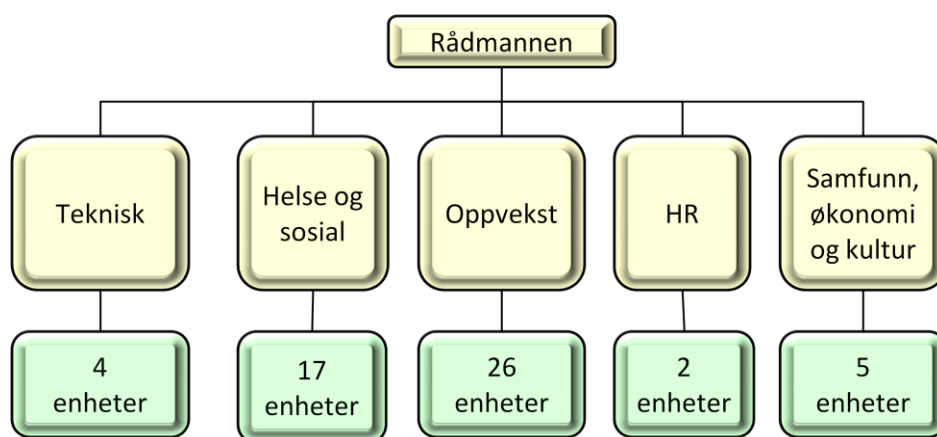 Rådmannen
Teknisk
Helse og
sosial
Oppvekst
HR
Samfunn,
økonomi
og kultur
4
enheter
17
enheter
26
enheter
2
enheter
5
enheter